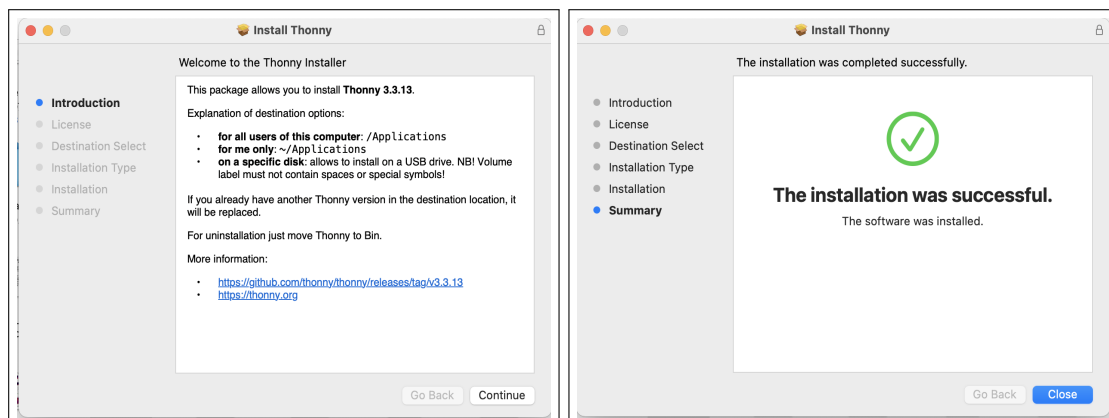 Install Thonny
Welcome to the Thonny Installer
Introduction
License
Destination Select
Installation Type
Installation
Summary
This package allows you to install Thonny 3.3.13.
Explanation of destination options:
• for all users of this computer: /Applications
• for me only: ~/Applications
• on a specific disk: allows to install on a USB drive. NB! Volume
label must not contain spaces or special symbols!
If you already have another Thonny version in the destination location, it
will be replaced.
For uninstallation just move Thonny to Bin.
More information:
• https://github.com/thonny/thonny/releases/tag/v3.3.13
• https://thonny.org
Go Back
Continue
Install Thonny
The installation was completed successfully.
Introduction
License
Destination Select
Installation Type
Installation
Summary
The installation was successful.
The software was installed.
Go Back
Close